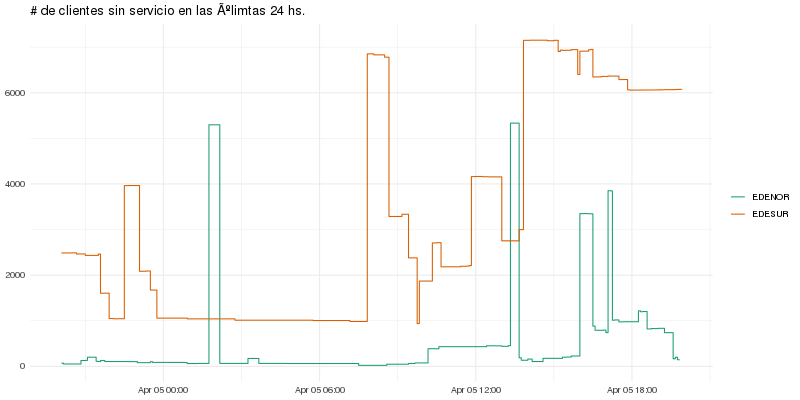 # de clientes sin servicio en las Ãºlimtas 24 hs.
6000
4000
2000
0
Apr 05 00:00
Apr 05 06:00
Apr 05 12:00
Apr 05 18:00
EDENOR
EDESUR